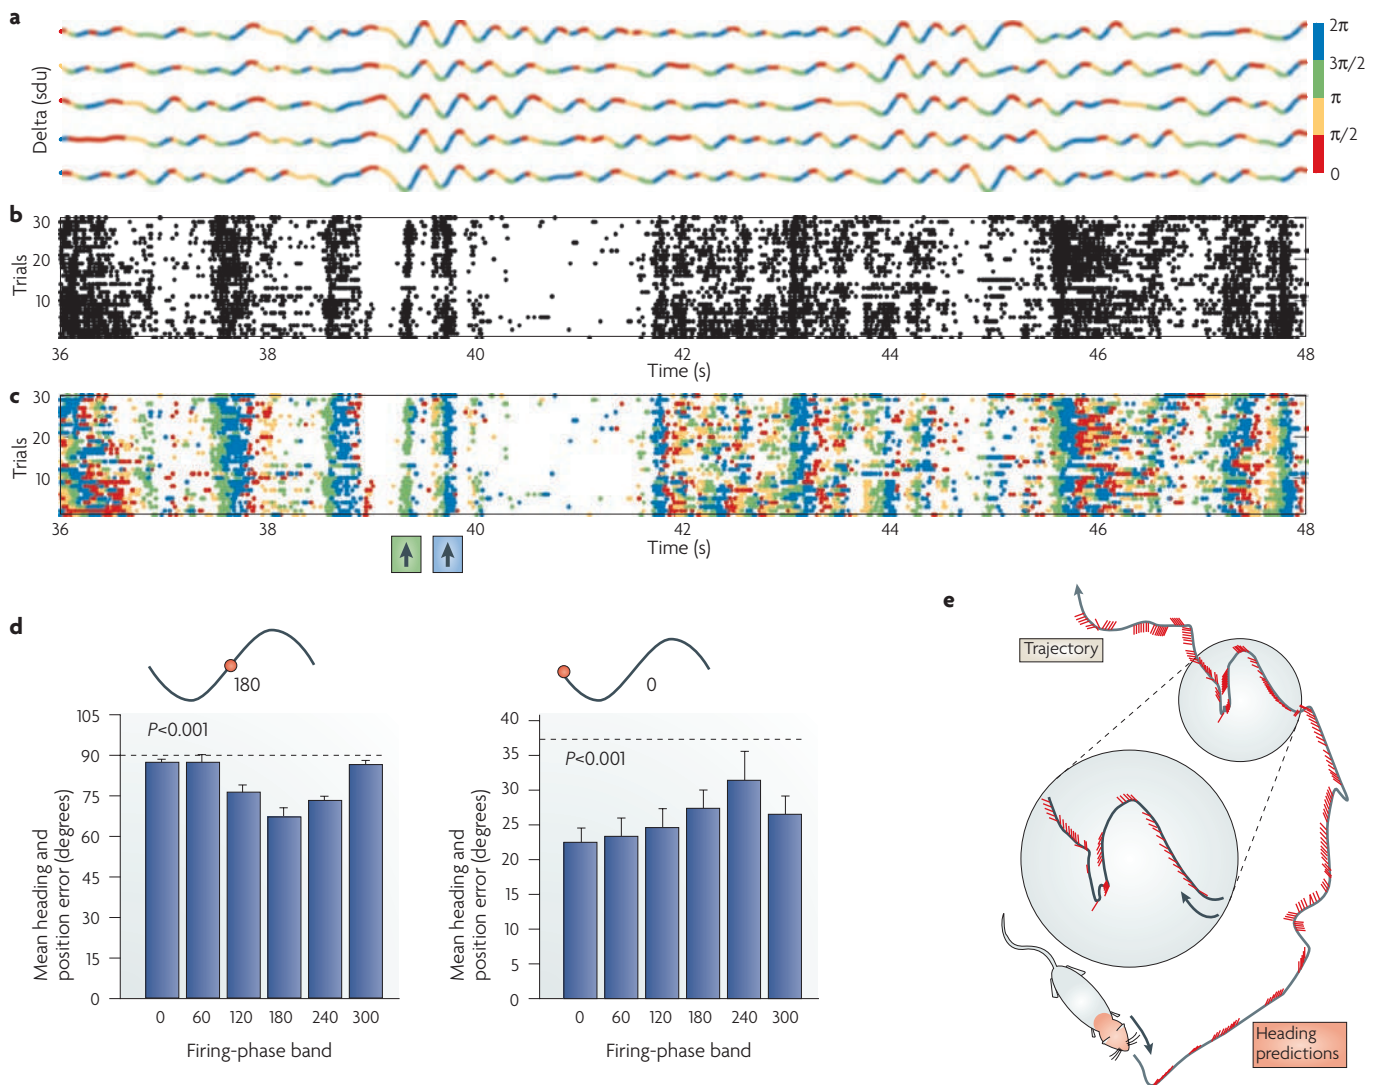 a
Delta (sdu)
2π
3π/2
π
π/2
0
b
Trials
30
20
10
36 38 40 42 44 46 48
Time (s)
c
Trials
30
20
10
36 38 40 42 44 46 48
Time (s)
d
180
P<0.001
Mean heading and
position error (degrees)
105
90
75
60
45
30
15
0
0 60 120 180 240 300
Firing-phase band
0
P<0.001
Mean heading and
position error (degrees)
40
35
30
25
20
15
10
5
0
0 60 120 180 240 300
Firing-phase band
e
Trajectory
Heading
predictions